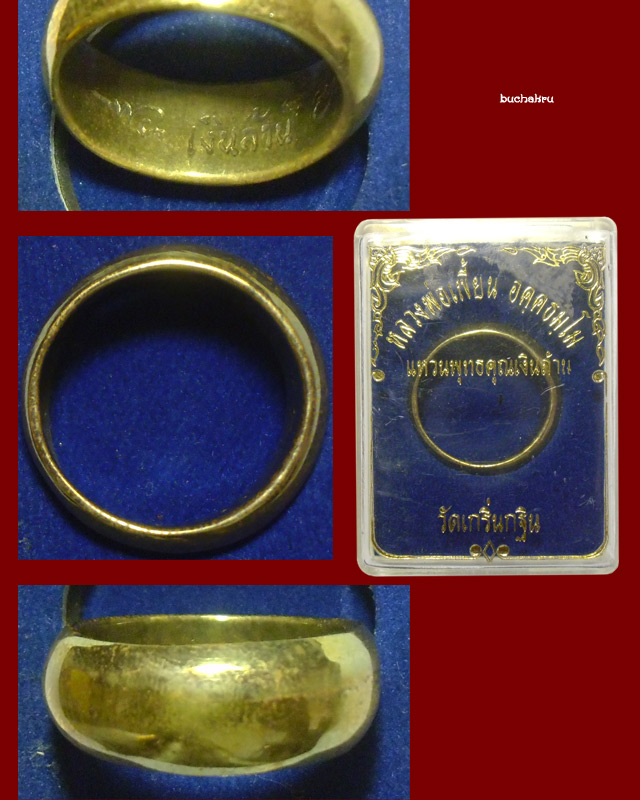 buchakru
เงินล้าน
หลวงพ่อเพี้ยน อคฺคธมฺโม
แหวนพุทธคุณเงินล้าน
วัดเกริ่นกฐิน